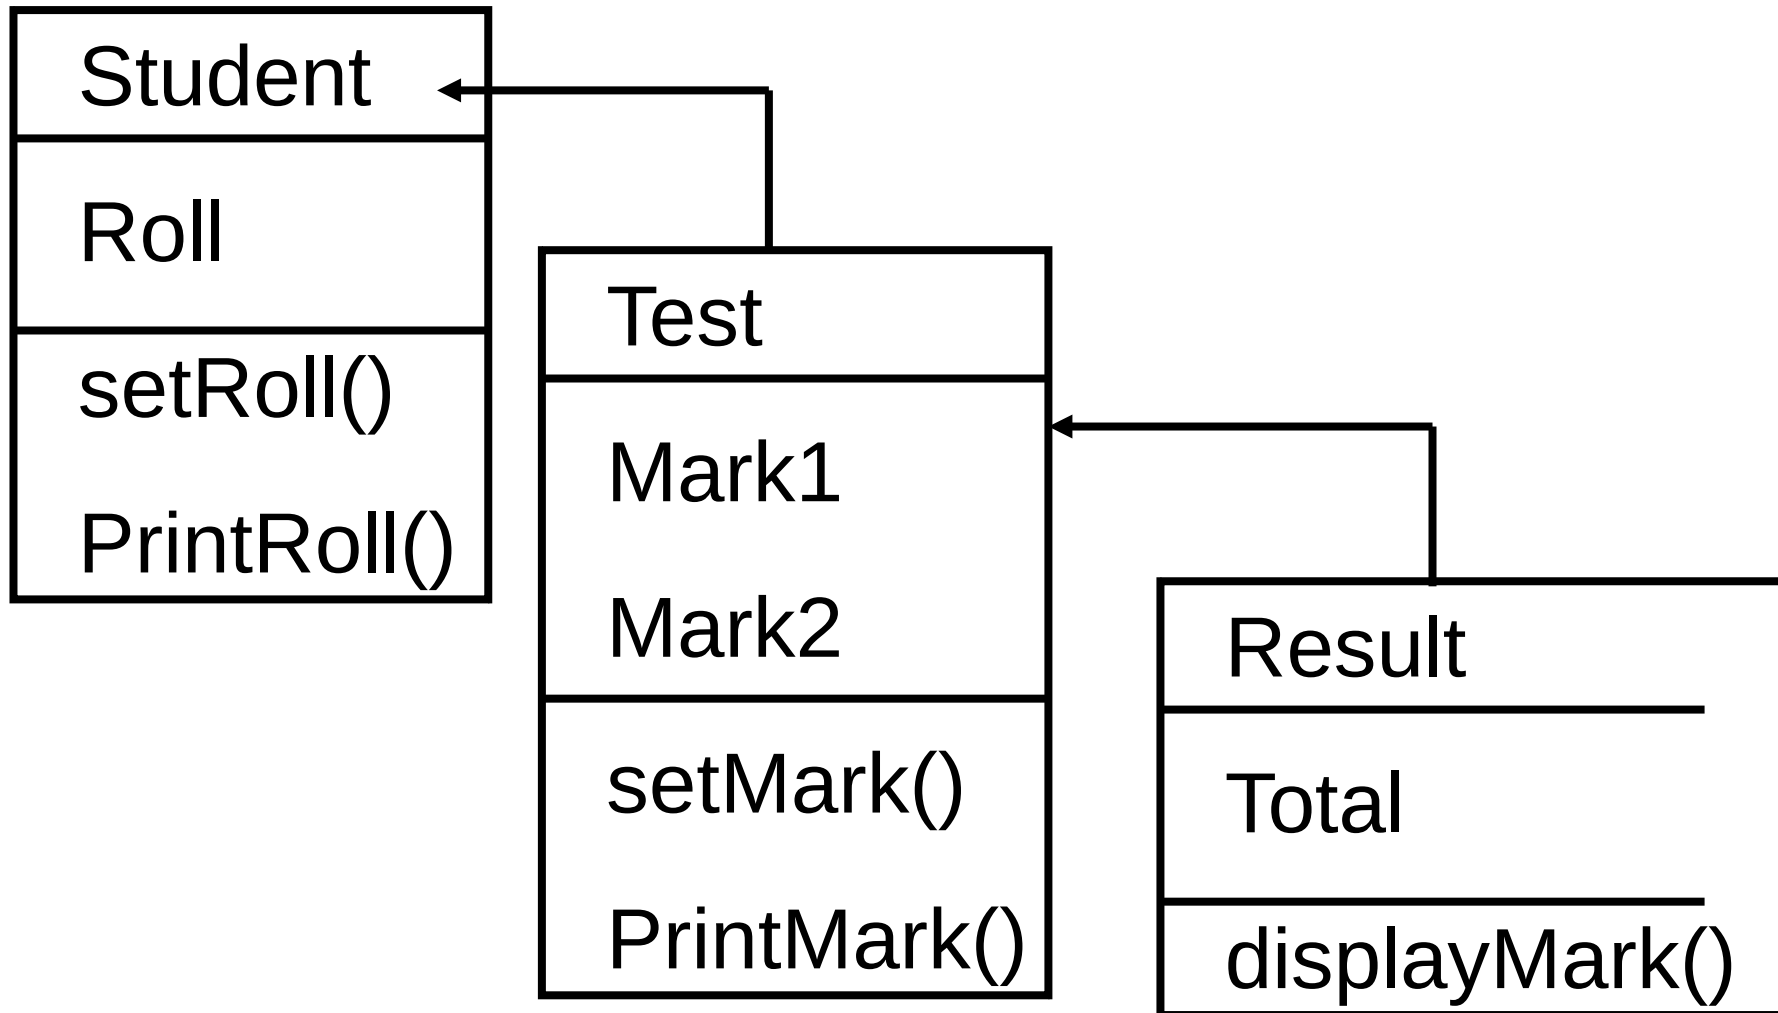 Student
Roll
setRoll()
PrintRoll()
Test
Mark1
Mark2
setMark()
PrintMark()
Result
Total
displayMark()